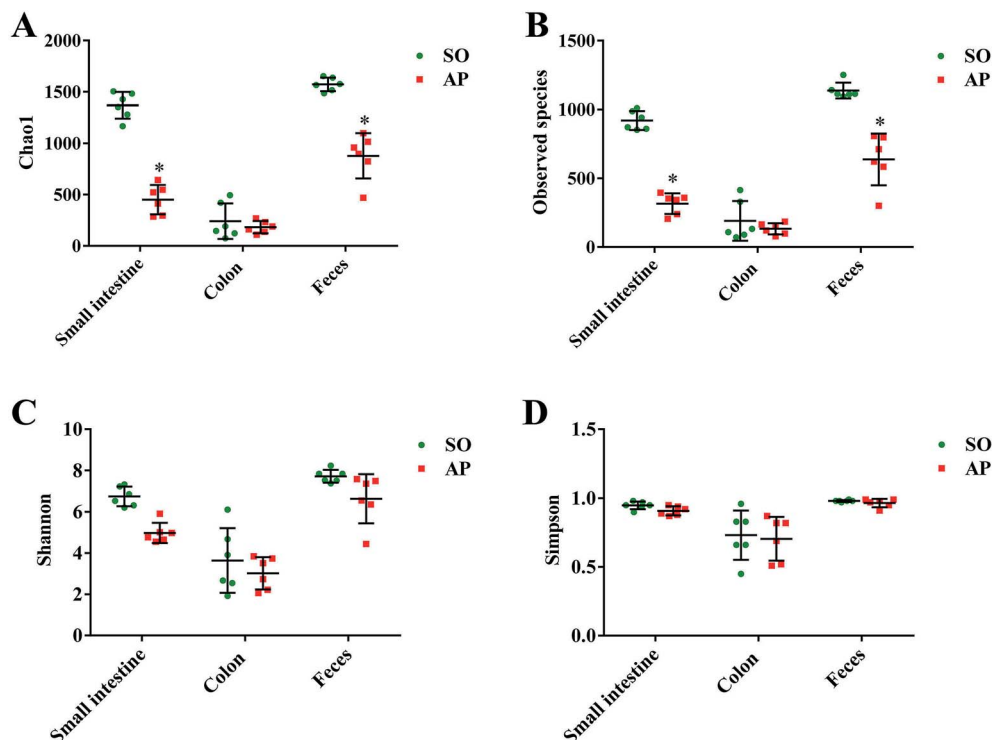 A
Chao1
2000
1500
1000
500
0
*
*
SO
AP
Small intestine
Colon
Feces
B
Observed species
1500
1000
500
0
*
*
SO
AP
Small intestine
Colon
Feces
C
Shannon
10
8
6
4
2
0
SO
AP
Small intestine
Colon
Feces
D
Simpson
1.5
1.0
0.5
0.0
SO
AP
Small intestine
Colon
Feces